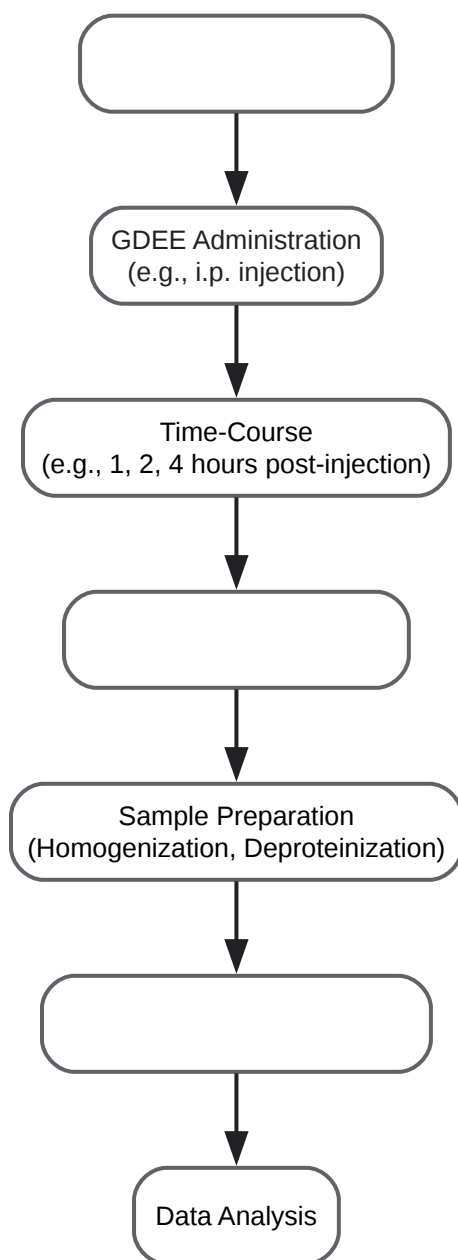 GDEE Administration
(e.g., i.p. injection)
Time-Course
(e.g., 1, 2, 4 hours post-injection)
Sample Preparation
(Homogenization, Deproteinization)
Data Analysis